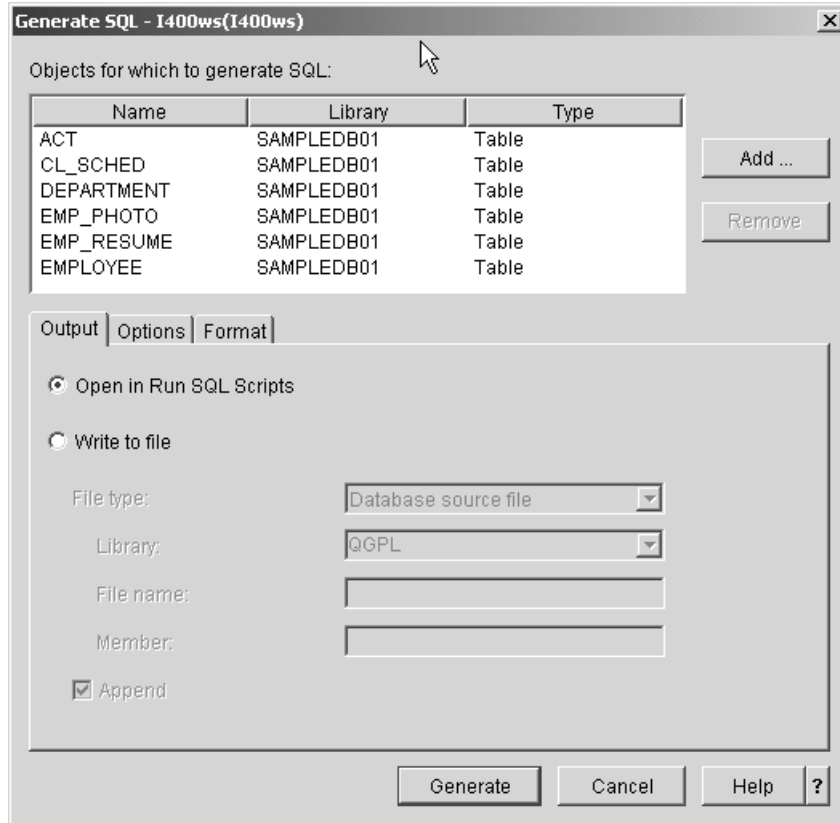 Generate SQL - I400ws(I400ws)
Objects for which to generate SQL:
Name Library Type
ACT SAMPLEDB01 Table
CL_SCHED SAMPLEDB01 Table
DEPARTMENT SAMPLEDB01 Table
EMP_PHOTO SAMPLEDB01 Table
EMP_RESUME SAMPLEDB01 Table
EMPLOYEE SAMPLEDB01 Table
Add ...
Remove
Output Options Format
Open in Run SQL Scripts
Write to file
File type: Database source file
Library: QGPL
File name:
Member:
Append
Generate Cancel Help ?